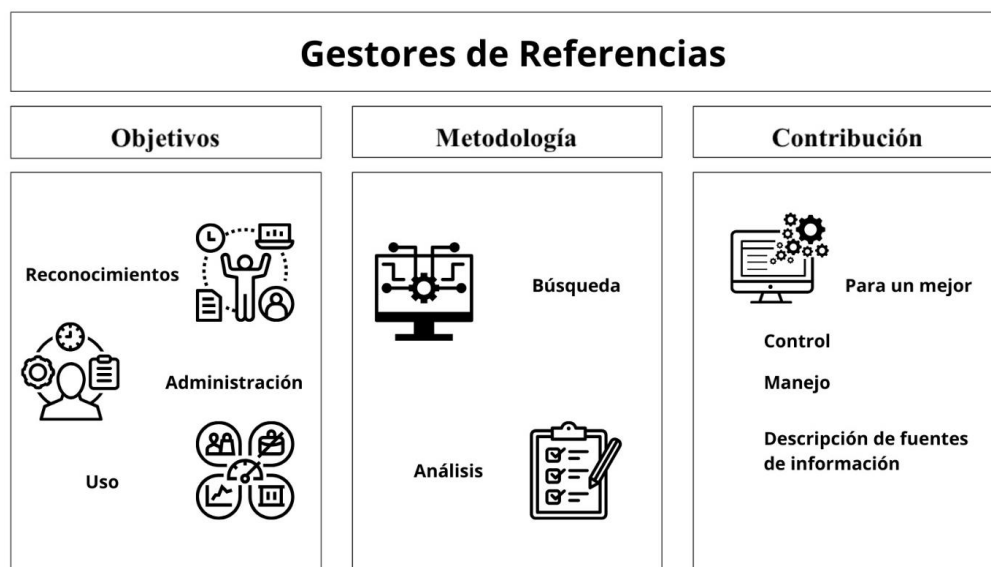 Gestores de Referencias
Objetivos
Metodología
Contribución
Reconocimientos
Administración
Uso
Búsqueda
Análisis
Para un mejor
Control
Manejo
Descripción de fuentes
de información